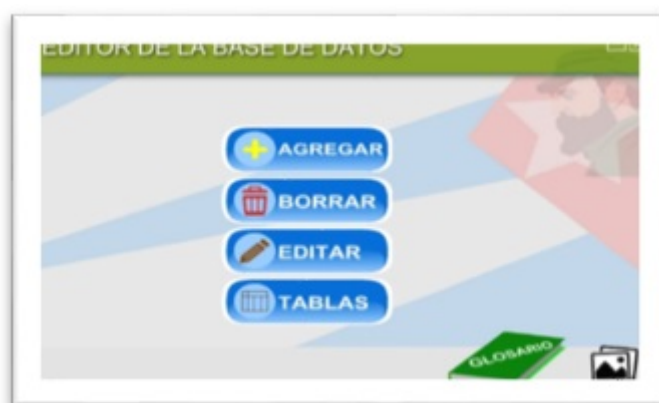 EDITOR DE LA BASE DE DATOS
AGREGAR
BORRAR
EDITAR
TABLAS
GLOSARIO